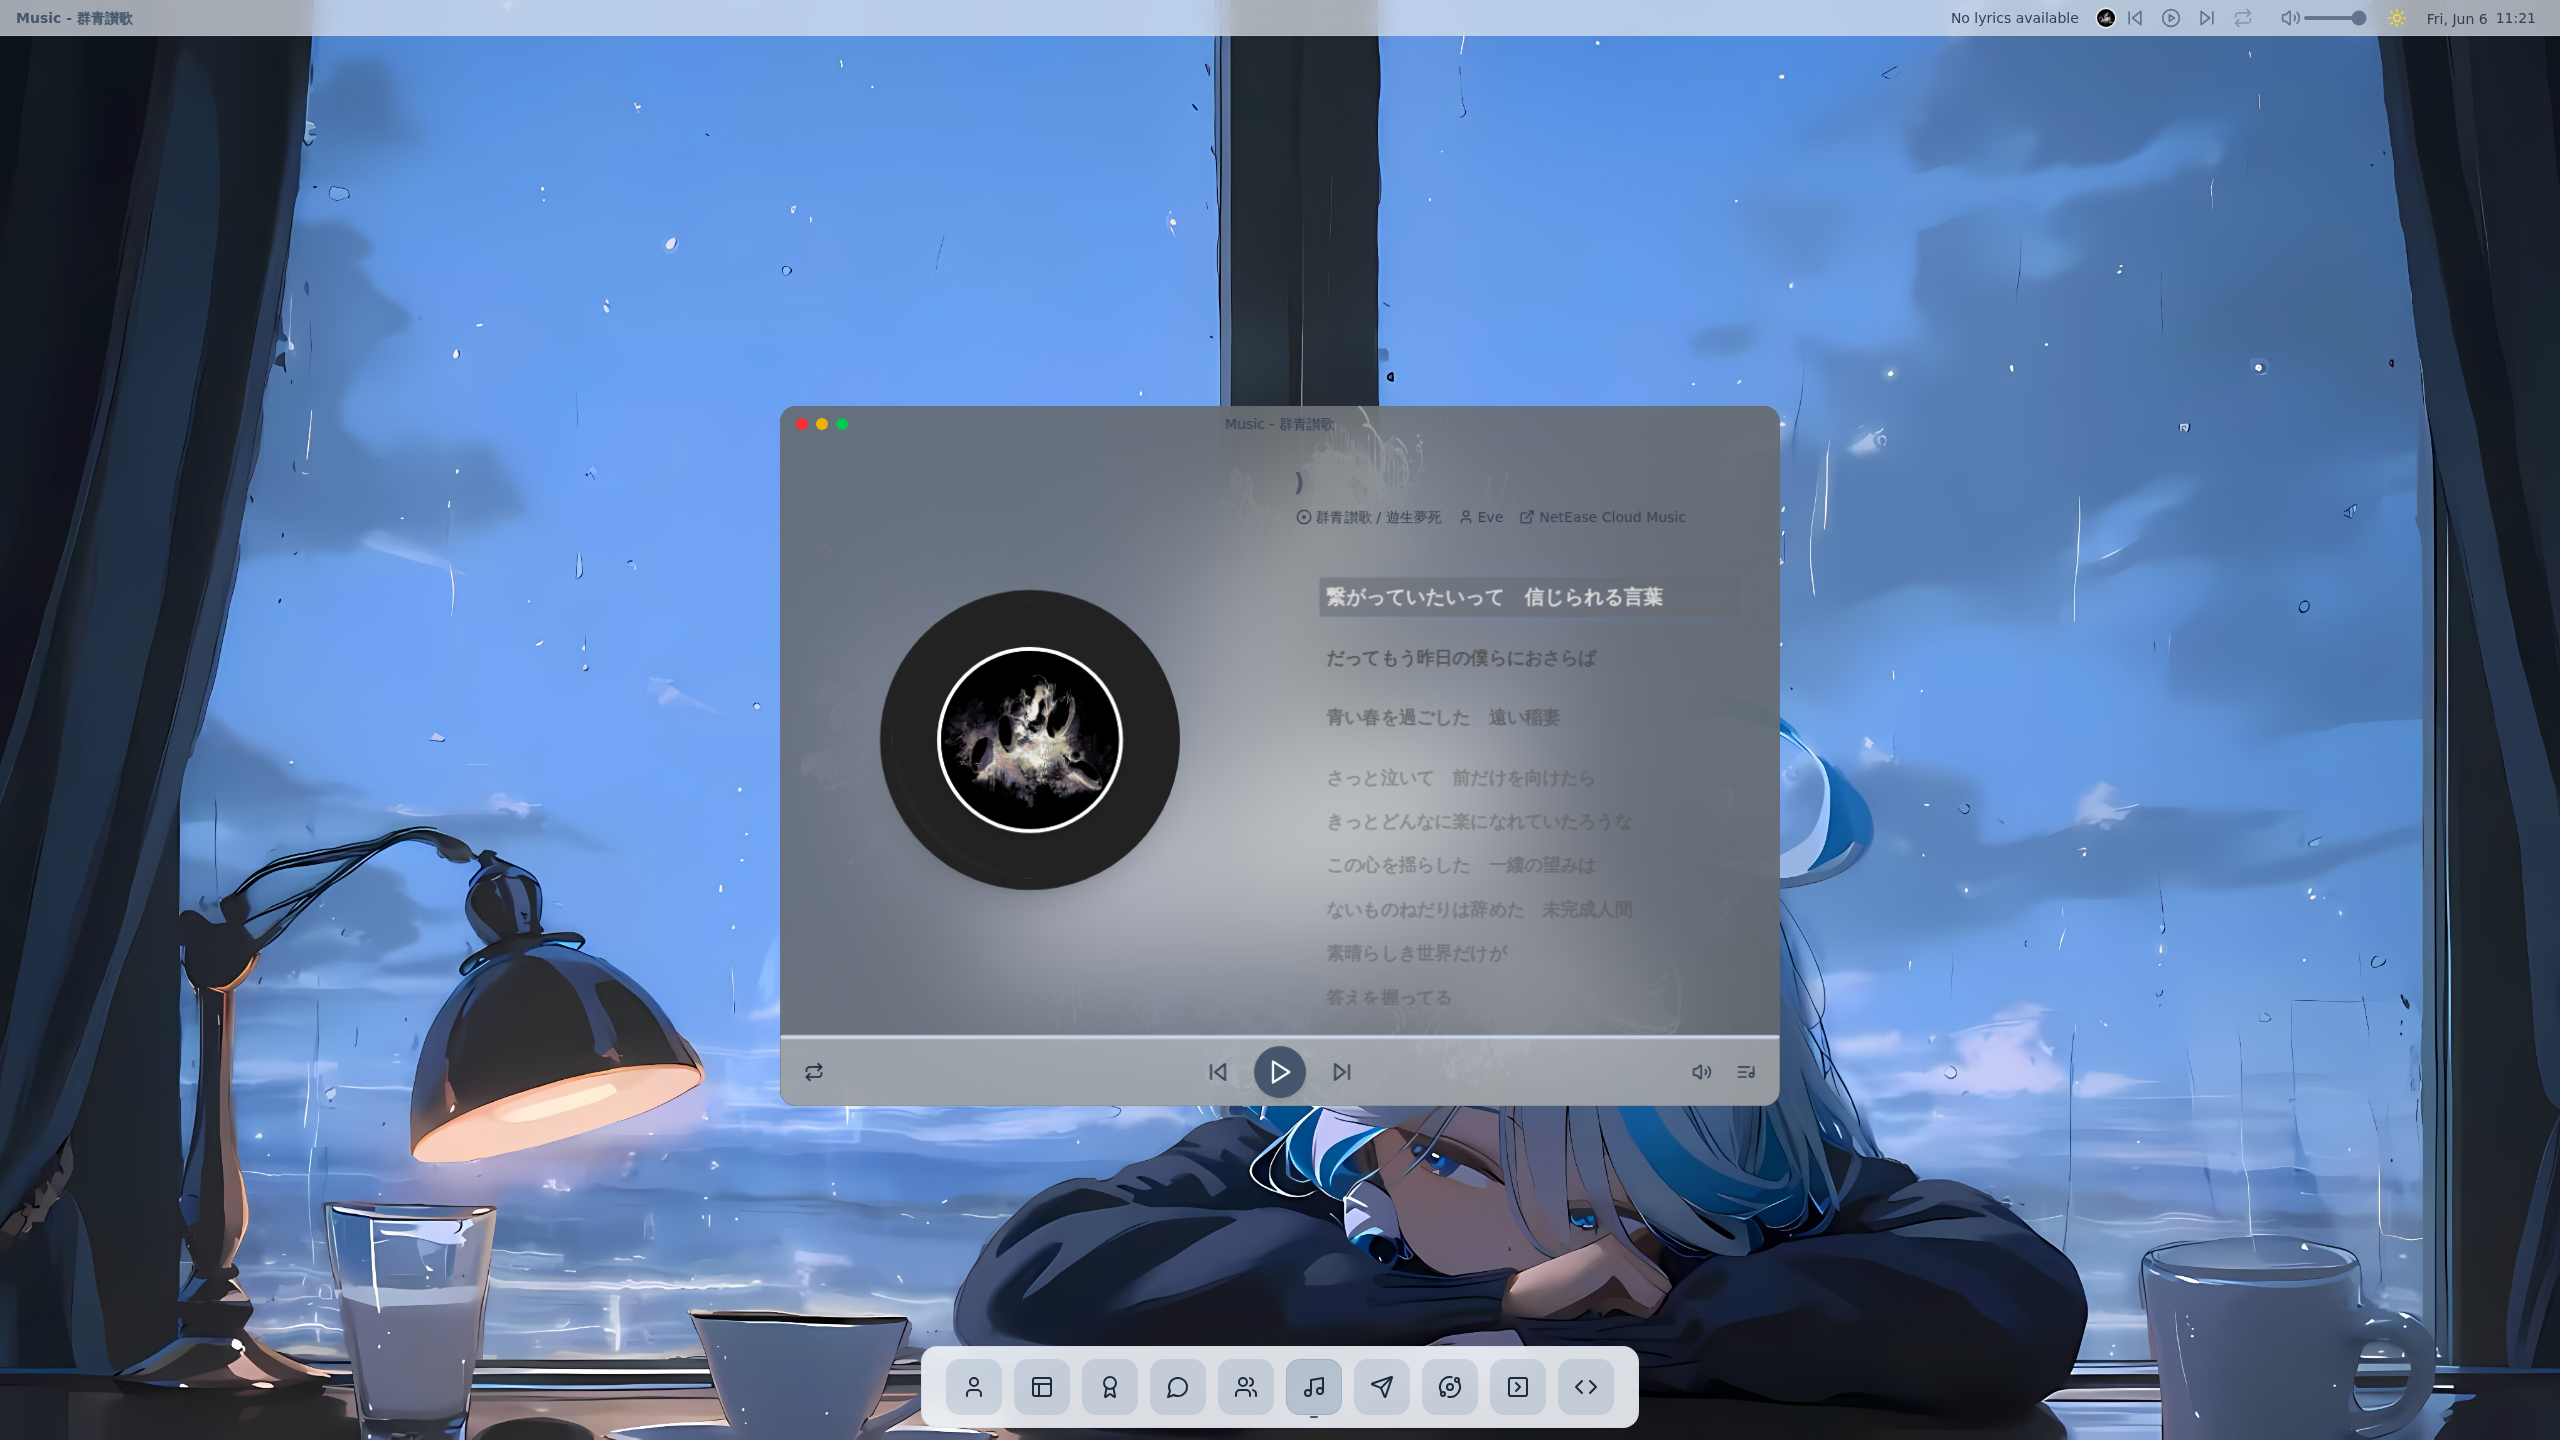 Music - 群青讃歌
No lyrics available
Fri, Jun 6 11:21
Music - 群青讃歌
)
群青讃歌 / 遊生夢死 Eve NetEase Cloud Music
繋がっていたいって　信じられる言葉
だってもう昨日の僕らにおさらば
青い春を過ごした　遠い稲妻
さっと泣いて　前だけを向けたら
きっとどんなに楽になれていたろうな
この心を揺らした　一縷の望みは
ないものねだりは辞めた　未完成人間
素晴らしき世界だけが
答えを握ってる